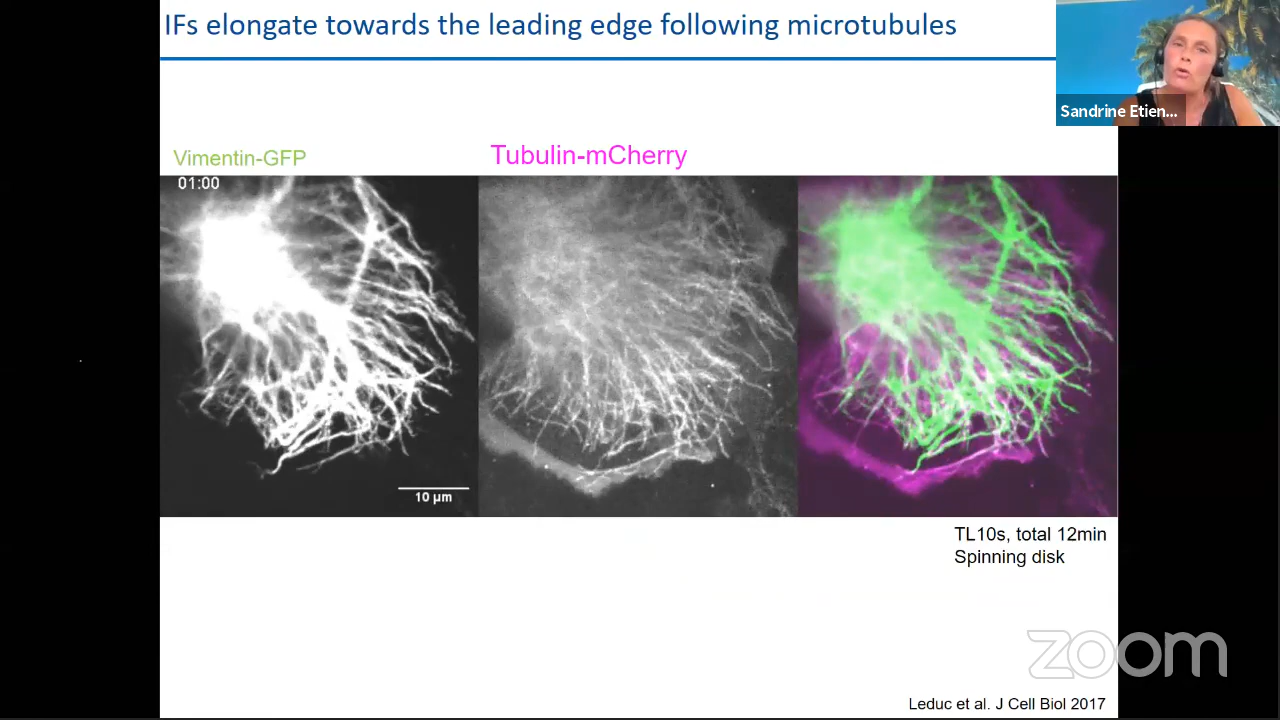 IFs elongate towards the leading edge following microtubules
Sandrine Etien...
Vimentin-GFP
Tubulin-mCherry
01:00
10 µm
TL10s, total 12min
Spinning disk
zoom
Leduc et al. J Cell Biol 2017